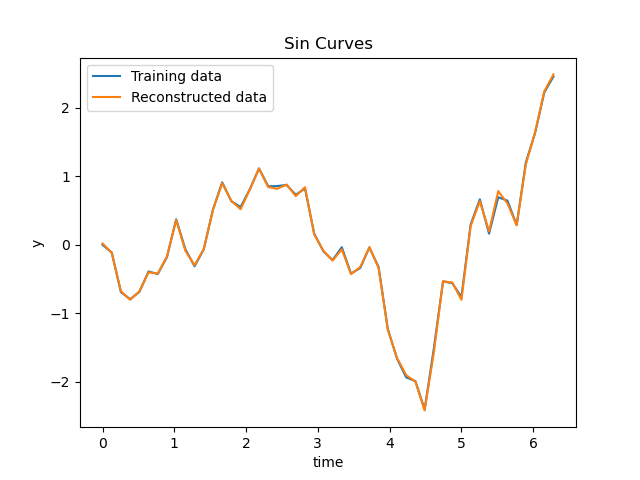 Sin Curves
Training data
Reconstructed data
2
1
0
−1
−2
y
0 1 2 3 4 5 6
time